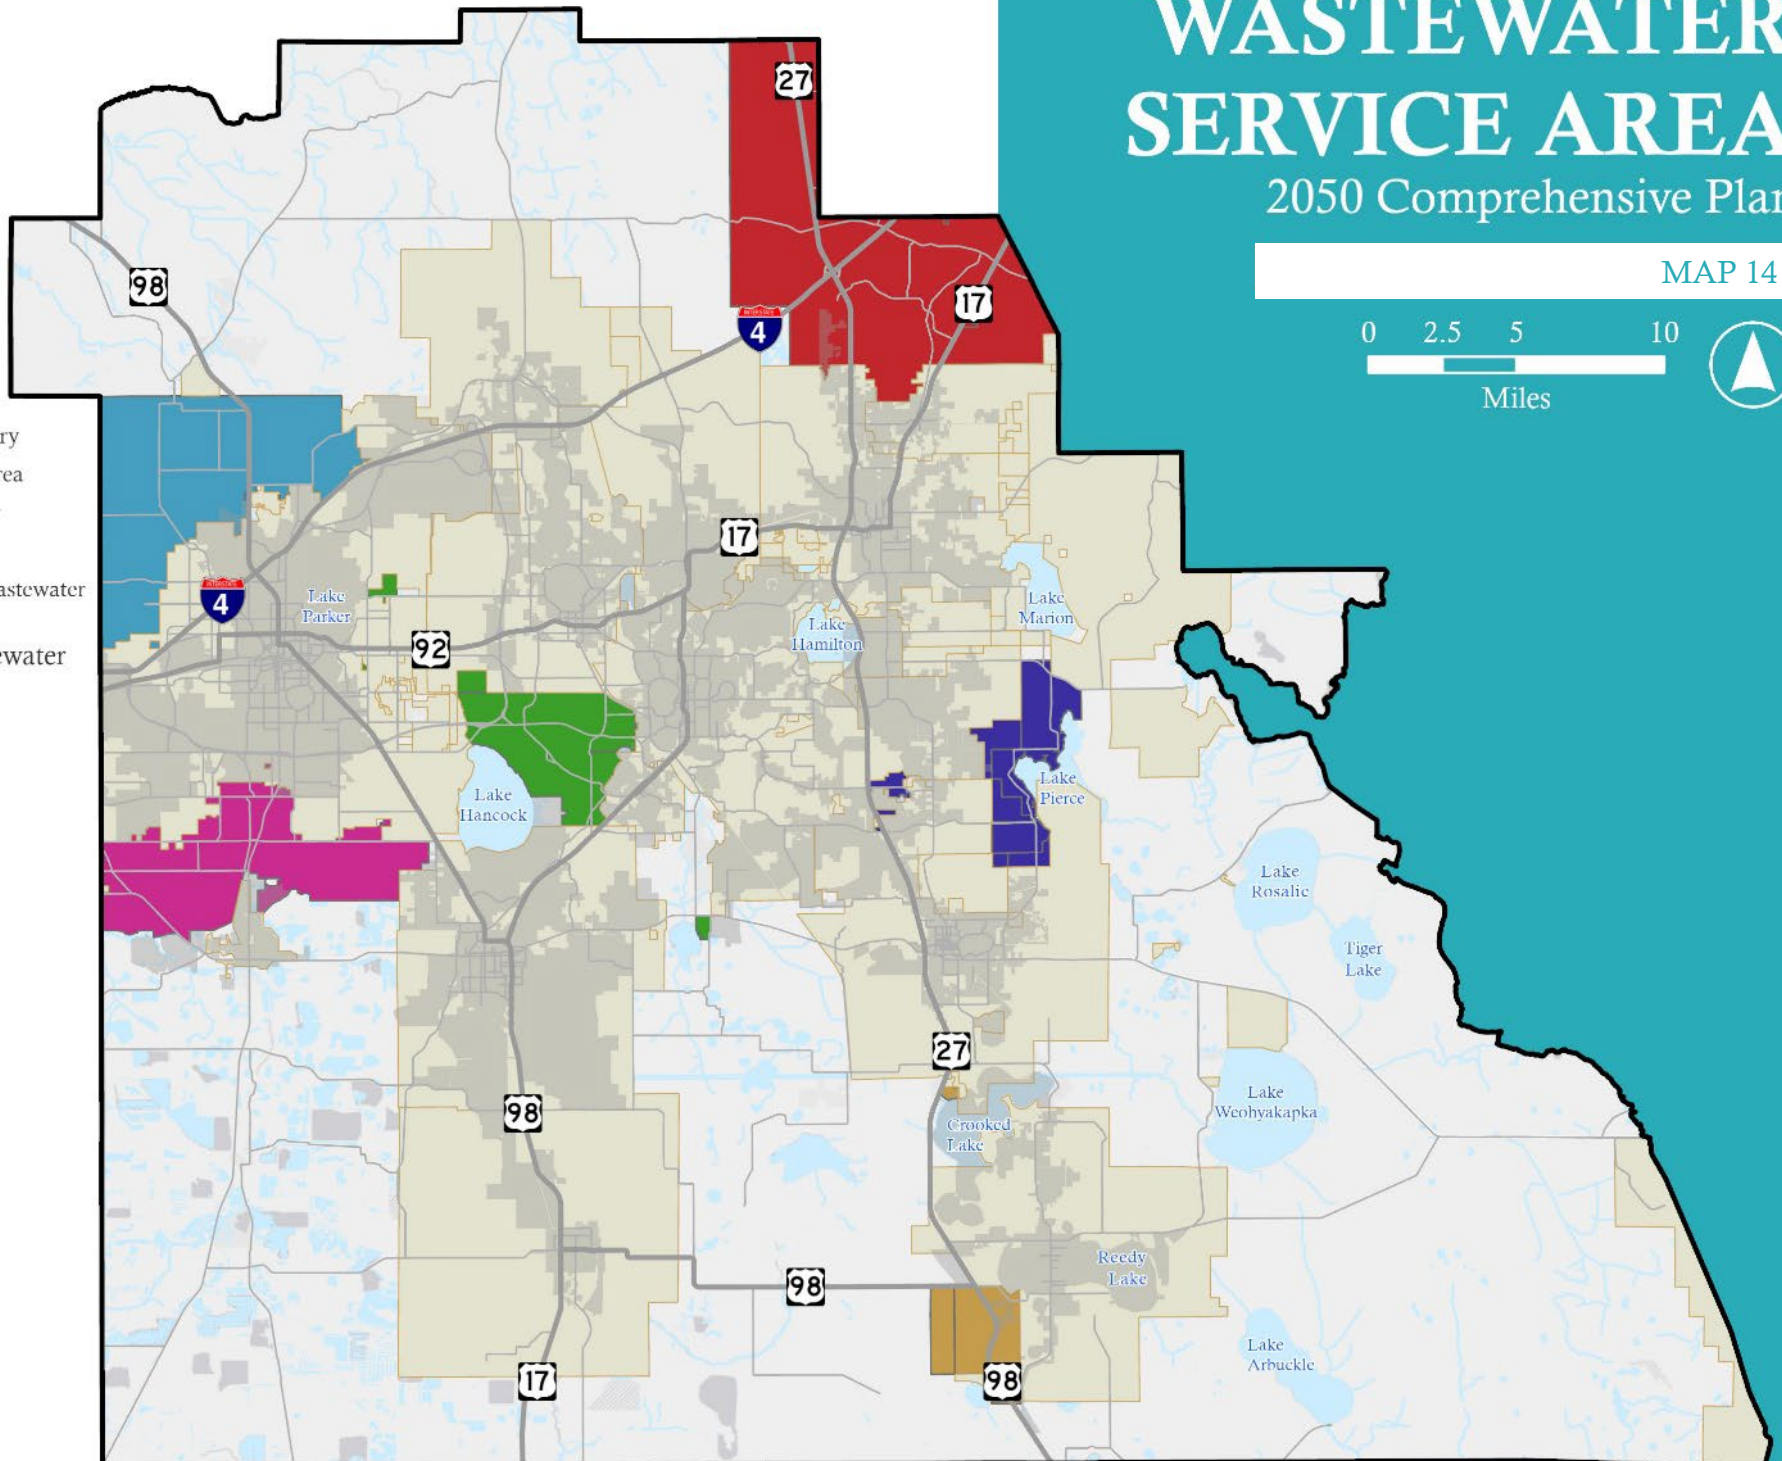 WASTEWATER
SERVICE AREA
2050 Comprehensive Plan
MAP 14
0 2.5 5 10
Miles
27
98
17
INTERSTATE
4
ry
rea
astewater
ewater
17
INTERSTATE
4
Lake
Parker
92
Lake
Hamilton
Lake
Marion
Lake
Hancock
Lake
Pierce
Lake
Rosalie
Tiger
Lake
27
98
Lake
Weohyakapka
Crooked
Lake
Reedy
Lake
98
Lake
Arbuckle
17
98